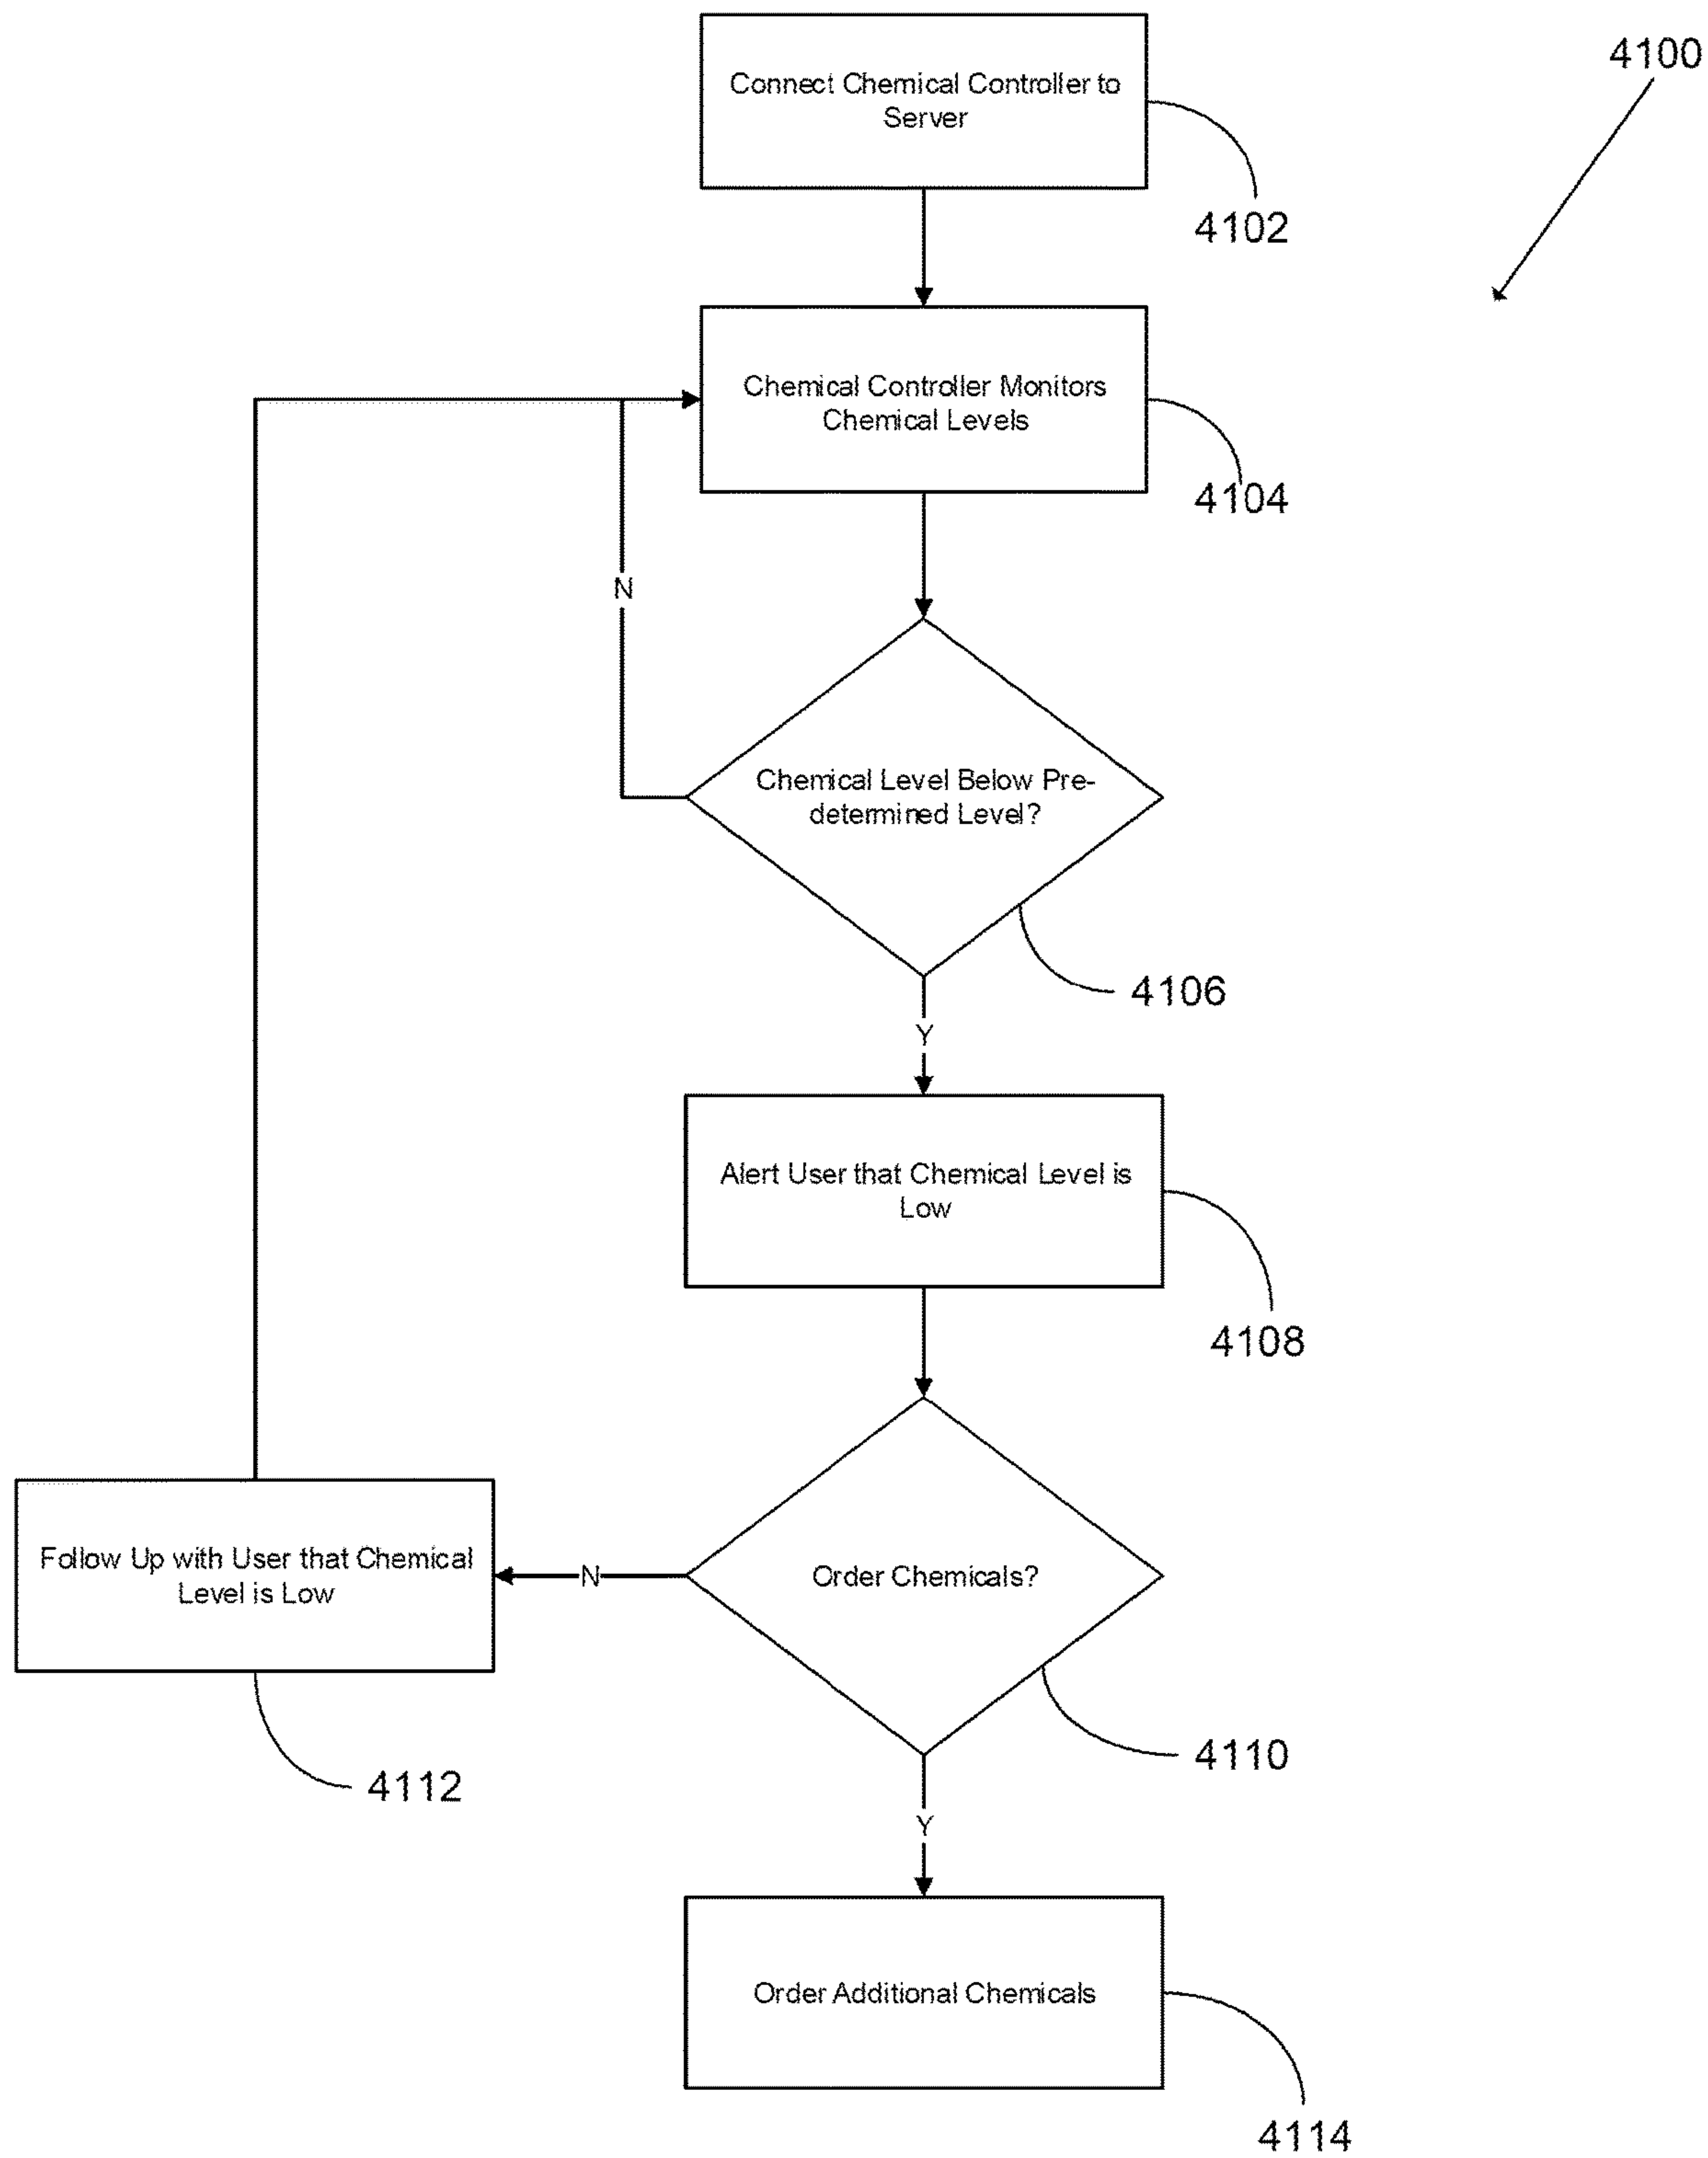 4100
Connect Chemical Controller to
Server
4102
Chemical Controller Monitors
Chemical Levels
4104
N
Chemical Level Below Pre-
determined Level?
4106
Y
Alert User that Chemical Level is
Low
4108
Order Chemicals?
N
Follow Up with User that Chemical
Level is Low
4110
4112
Y
Order Additional Chemicals
4114